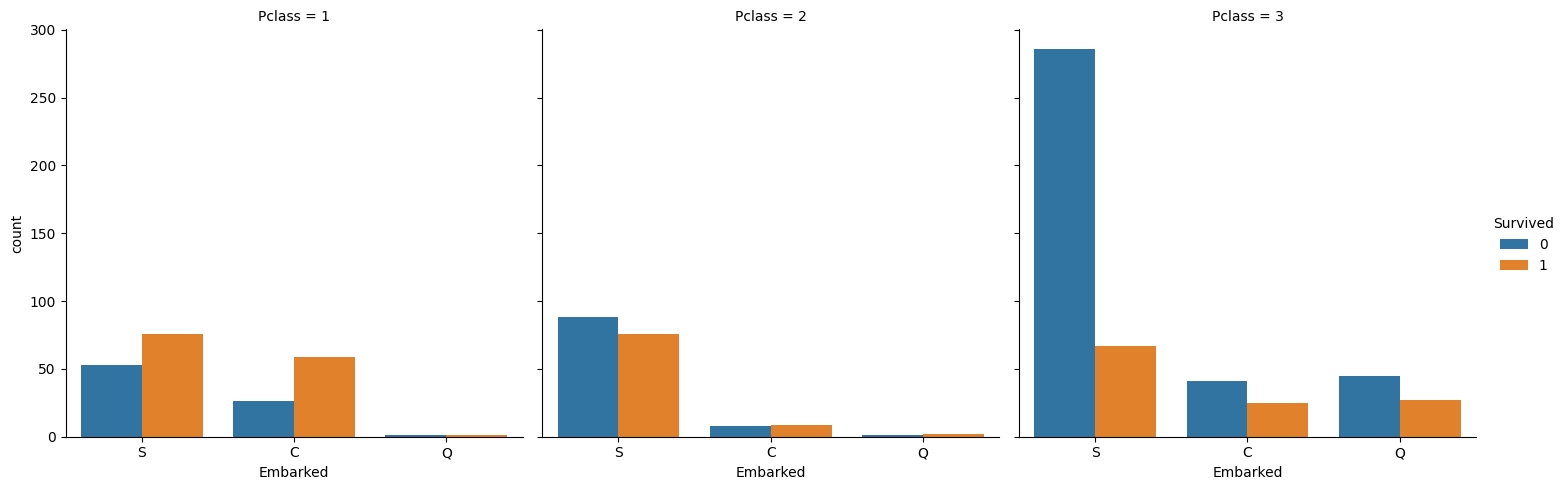 Pclass = 1 Pclass = 2 Pclass = 3
300
250
200
150
100
50
0
count
S C Q S C Q S C Q
Embarked Embarked Embarked
Survived
0
1